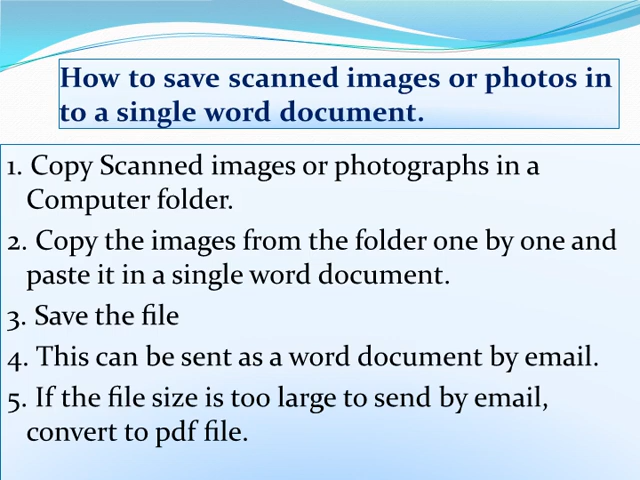 How to save scanned images or photos in
to a single word document.
1. Copy Scanned images or photographs in a
Computer folder.
2. Copy the images from the folder one by one and
paste it in a single word document.
3. Save the file
4. This can be sent as a word document by email.
5. If the file size is too large to send by email,
convert to pdf file.